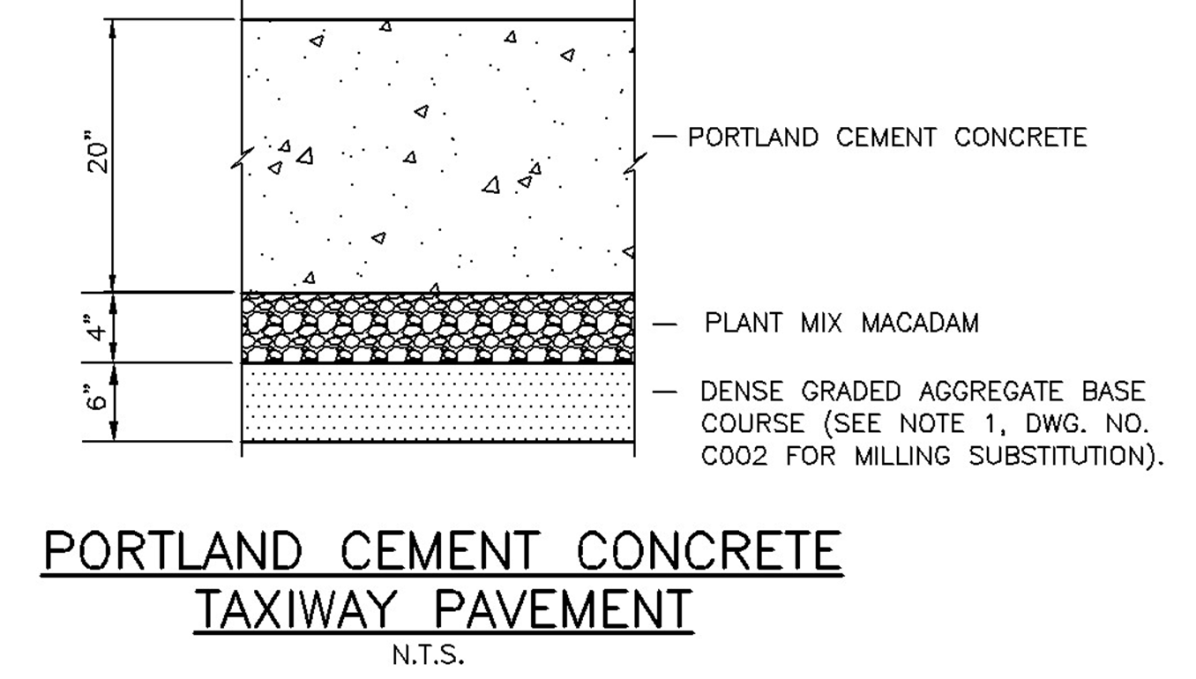 20"
PORTLAND CEMENT CONCRETE
4"
PLANT MIX MACADAM
6"
DENSE GRADED AGGREGATE BASE
COURSE (SEE NOTE 1, DWG. NO.
C002 FOR MILLING SUBSTITUTION).
PORTLAND CEMENT CONCRETE
TAXIWAY PAVEMENT
N.T.S.